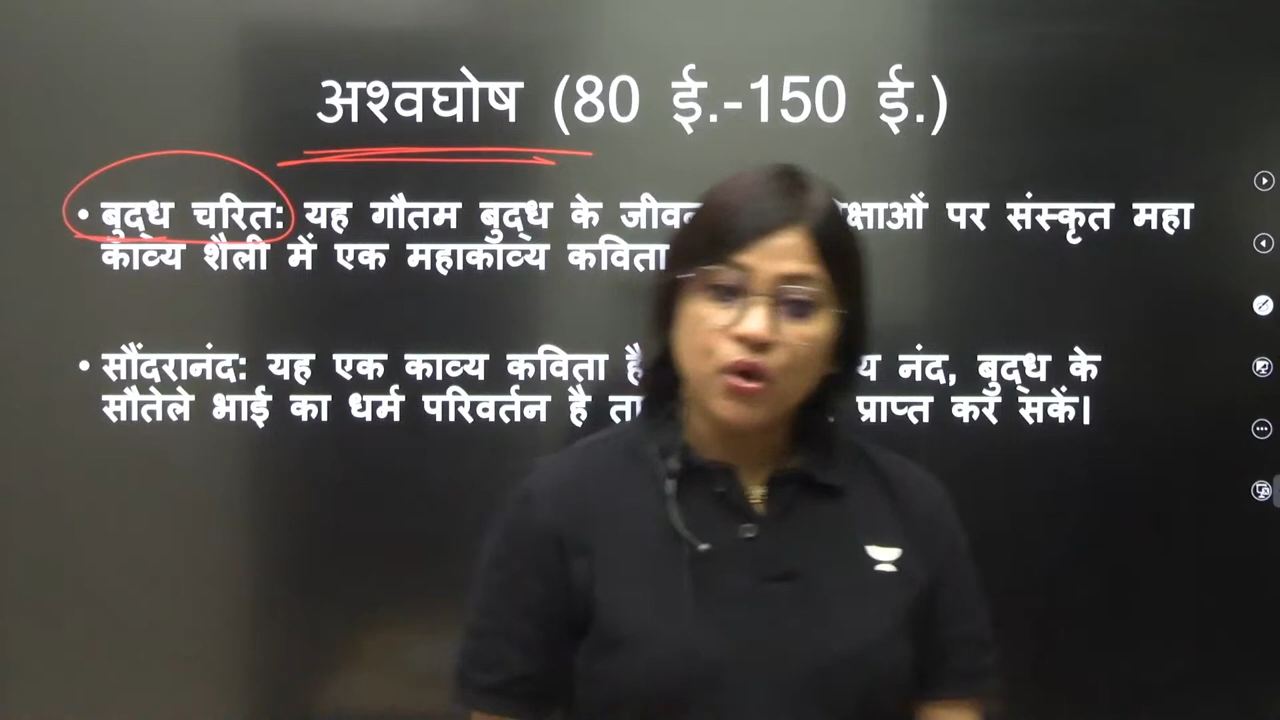 अश्वघोष (80 ई.-150 ई.)
• बुद्ध चरित: यह गौतम बुद्ध के पर संस्कृत महा
काव्य शैली में एक महाकाव्य कविता
• सौंदरानंद: यह एक काव्य कविता नंद, बुद्ध के
सौतेले भाई का धर्म परिवर्तन है प्राप्त कर सकें।